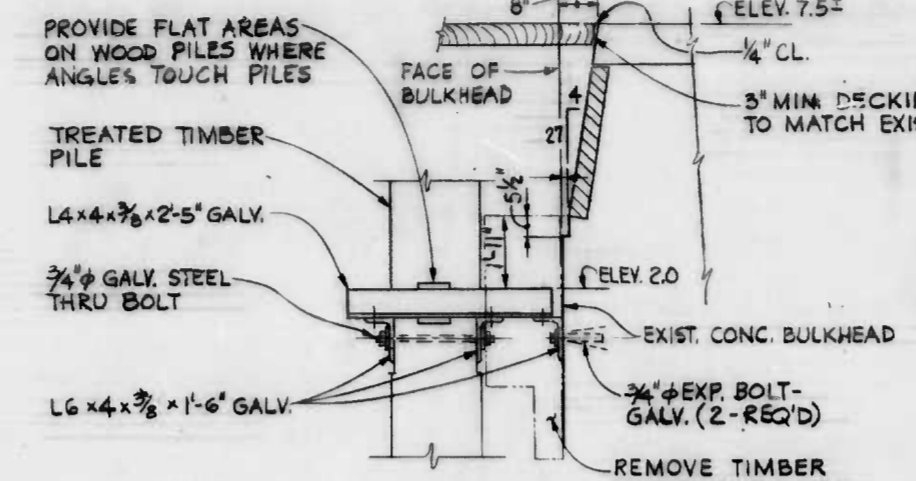 PROVIDE FLAT AREAS
ON WOOD PILES WHERE
ANGLES TOUCH PILES
TREATED TIMBER
PILE
L4×4×3/8×2'-5" GALV.
3/4"φ GALV. STEEL
THRU BOLT
L6×4×3/8×1'-6" GALV.
8"
ELEV. 7.5±
1/4" CL.
FACE OF
BULKHEAD
3" MIN. DECKI
TO MATCH EXIS
4
27
5 1/2"
1'-11"
ELEV. 2.0
EXIST. CONC. BULKHEAD
3/4"φ EXP. BOLT-
GALV. (2-REQ'D)
REMOVE TIMBER